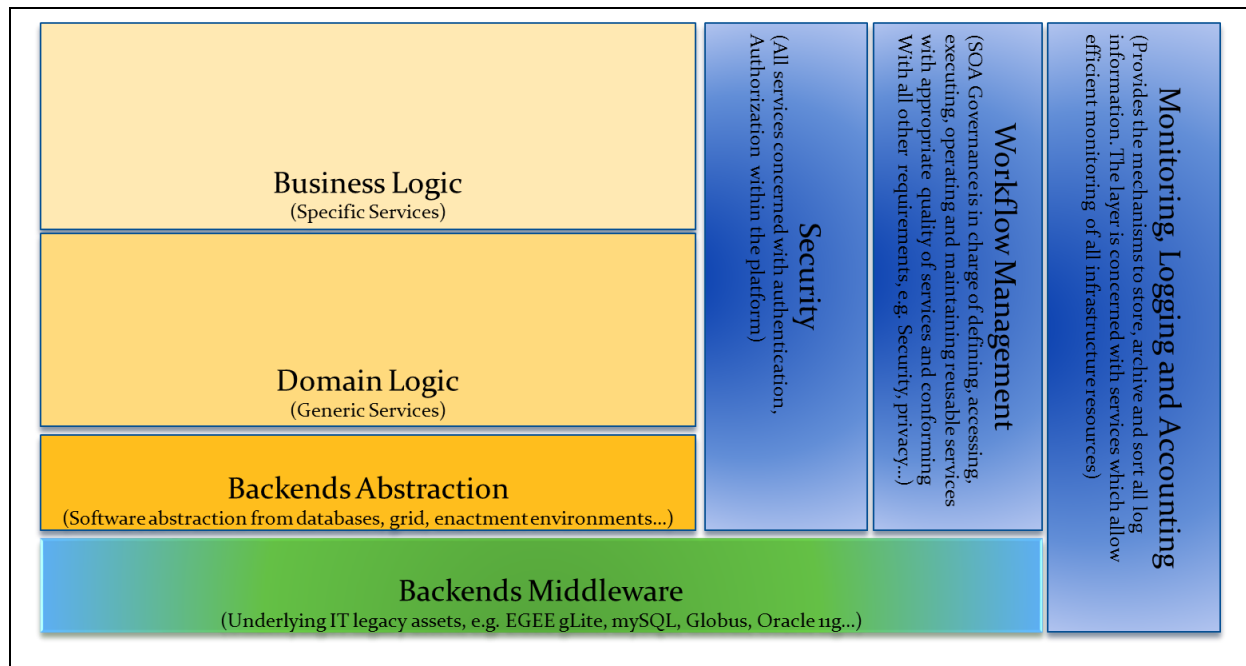 Business Logic
(Specific Services)
Domain Logic
(Generic Services)
Backends Abstraction
(Software abstraction from databases, grid, enactment environments...)
Backends Middleware
(Underlying IT legacy assets, e.g. EGEE gLite, mySQL, Globus, Oracle 11g...)
Security
(All services concerned with authentication,
Authorization within the platform)
Workflow Management
(SOA Governance is in charge of defining, accessing,
executing, operating and maintaining reusable services
with appropriate quality of services and conforming
With all other requirements, e.g. Security, privacy...)
Monitoring, Logging and Accounting
(Provides the mechanisms to store, archive and sort all log
information. The layer is concerned with services which allow
efficient monitoring of all infrastructure resources)